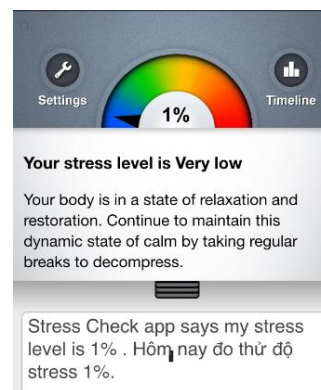 Settings
Timeline
1%
Your stress level is Very low
Your body is in a state of relaxation and
restoration. Continue to maintain this
dynamic state of calm by taking regular
breaks to decompress.
Stress Check app says my stress
level is 1% . Hôm nay đo thử độ
stress 1%.